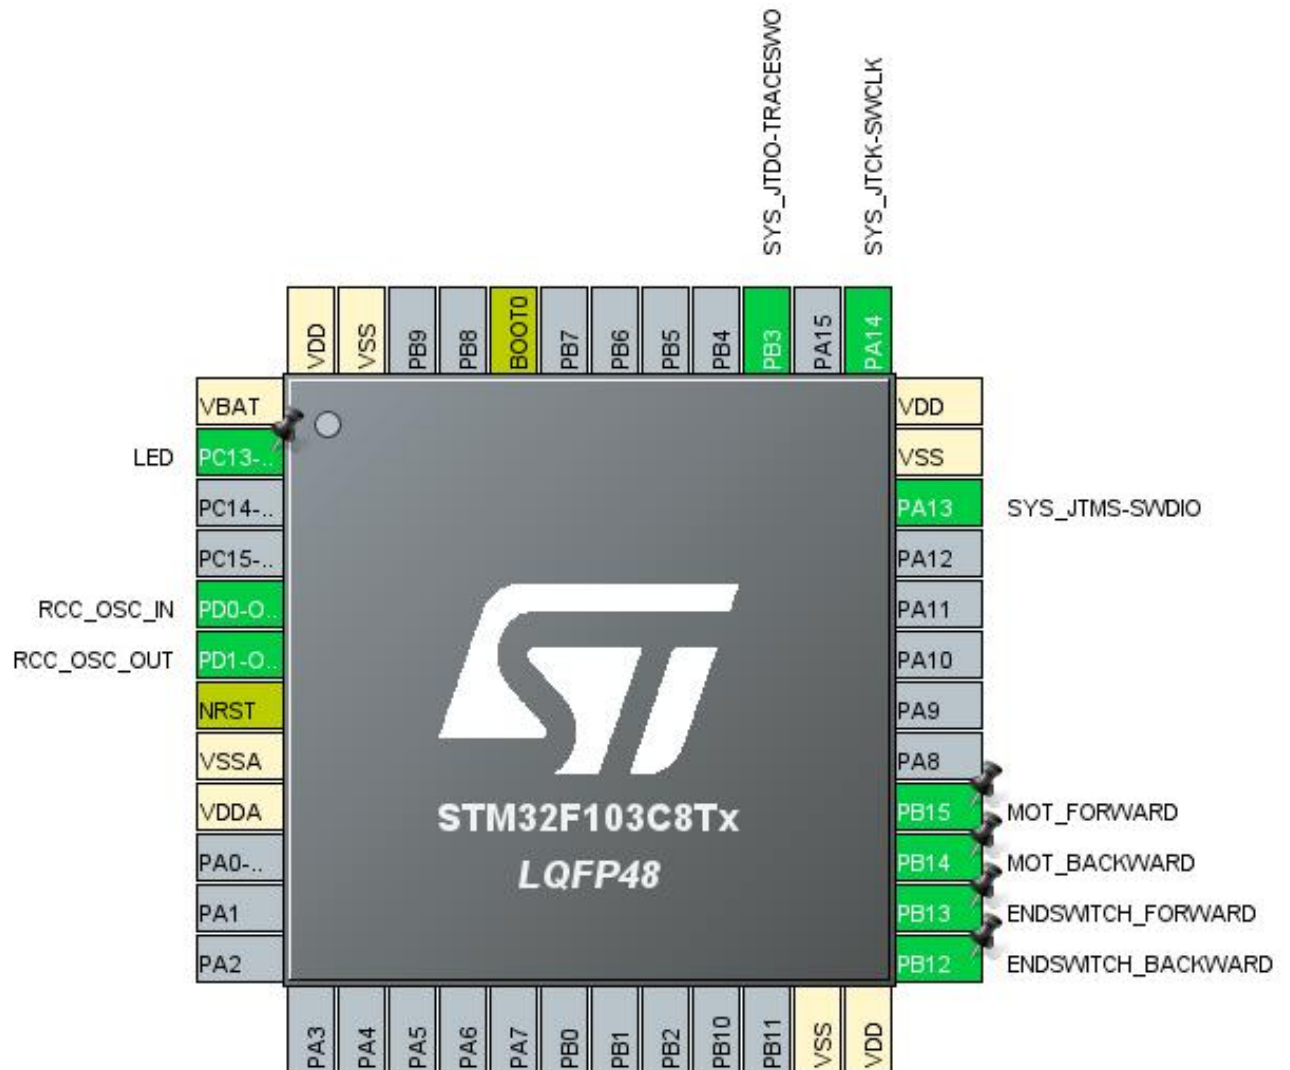 SYS_JTDO-TRACESWO
SYS_JTCK-SWCLK
VDD
VSS
PB9
PB8
BOOT0
PB7
PB6
PB5
PB4
PB3
PA15
PA14
VBAT
LED
PC13-..
PC14-..
PC15-..
RCC_OSC_IN
PD0-O..
RCC_OSC_OUT
PD1-O..
NRST
VSSA
VDDA
PA0-..
PA1
PA2
VDD
VSS
PA13
SYS_JTMS-SWDIO
PA12
PA11
PA10
PA9
PA8
PB15
MOT_FORWARD
PB14
MOT_BACKWARD
PB13
ENDSWITCH_FORWARD
PB12
ENDSWITCH_BACKWARD
ST
STM32F103C8Tx
LQFP48
PA3
PA4
PA5
PA6
PA7
PB0
PB1
PB2
PB10
PB11
VSS
VDD